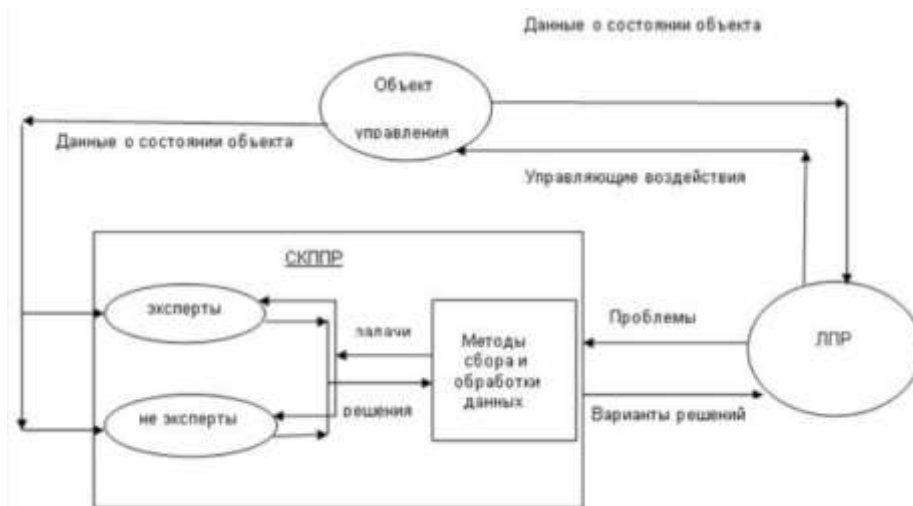 Данные о состоянии объекта
Объект
управления
Данные о состоянии объекта
Управляющие воздействия
СКППР
эксперты
задачи
Методы
сбора и
обработки
данных
Проблемы
ЛПР
не эксперты
решения
Варианты решений